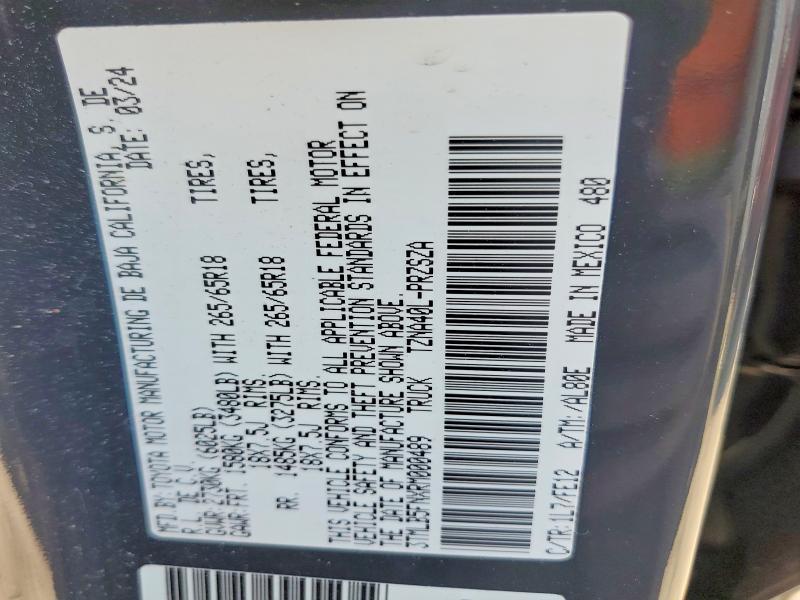 MFD. BY: TOYOTA MOTOR MANUFACTURING DE BAJA CALIFORNIA, S. DE
R.L. DE C.V. DATE: 03/24
GVWR 2730KG (6025LB)
GAWR: FRT. 1580KG (3480LB) WITH 265/65R18 TIRES,
18X7.5J RIMS.
RR. 1485KG (3275LB) WITH 265/65R18 TIRES,
18X7.5J RIMS.
THIS VEHICLE CONFORMS TO ALL APPLICABLE FEDERAL MOTOR
VEHICLE SAFETY AND THEFT PREVENTION STANDARDS IN EFFECT ON
THE DATE OF MANUFACTURE SHOWN ABOVE.
3TMLB5FNXRM000489 TRUCK TZNA40L-PRZSZA
C/TR: 1L7/FE12 A/TM: /AL80E MADE IN MEXICO 480